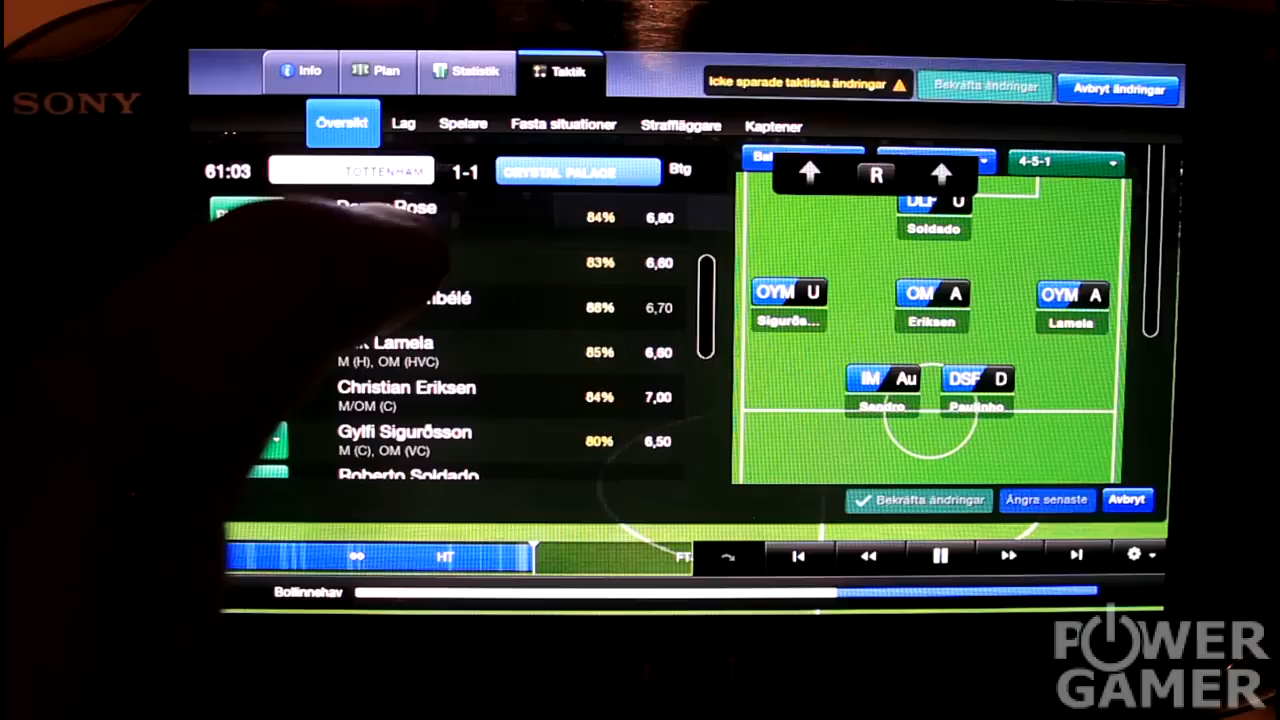 SONY
Info Plan Statistik Taktik Icke sparade taktiska ändringar Bekräfta ändringar Avbryt ändringar
Översikt Lag Spelare Fasta situationer Straffläggare Kaptener
61:03 TOTTENHAM 1-1 CRYSTAL PALACE Btg
4-5-1
R
Rose 84% 6,80
83% 6,60
88% 6,70
Lamela 85% 6,60
M (H), OM (HVC)
Christian Eriksen 84% 7,00
M/OM (C)
Gylfi Sigurðsson 80% 6,50
M (C), OM (VC)
Roberto Soldado
DLF U
Soldado
OYM U OM A OYM A
Sigurðs... Eriksen Lamela
IM Au DSF D
Sandro Paulinho
Bekräfta ändringar Ångra senaste Avbryt
HT FT
Bollinnehav
POWER
GAMER